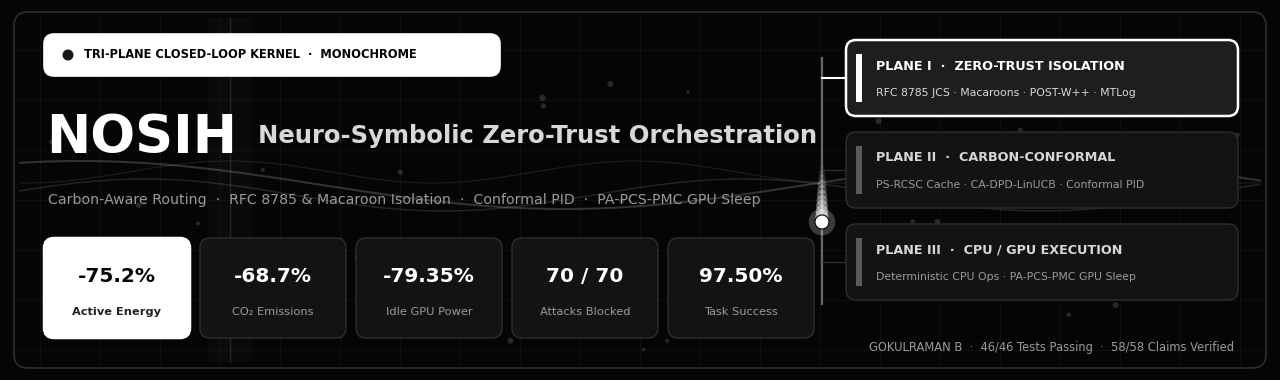 TRI-PLANE CLOSED-LOOP KERNEL · MONOCHROME
NOSIH Neuro-Symbolic Zero-Trust Orchestration
Carbon-Aware Routing · RFC 8785 & Macaroon Isolation · Conformal PID · PA-PCS-PMC GPU Sleep
-75.2%
Active Energy
-68.7%
CO₂ Emissions
-79.35%
Idle GPU Power
70 / 70
Attacks Blocked
97.50%
Task Success
PLANE I · ZERO-TRUST ISOLATION
RFC 8785 JCS · Macaroons · POST-W++ · MTLog
PLANE II · CARBON-CONFORMAL
PS-RCSC Cache · CA-DPD-LinUCB · Conformal PID
PLANE III · CPU / GPU EXECUTION
Deterministic CPU Ops · PA-PCS-PMC GPU Sleep
GOKULRAMAN B · 46/46 Tests Passing · 58/58 Claims Verified